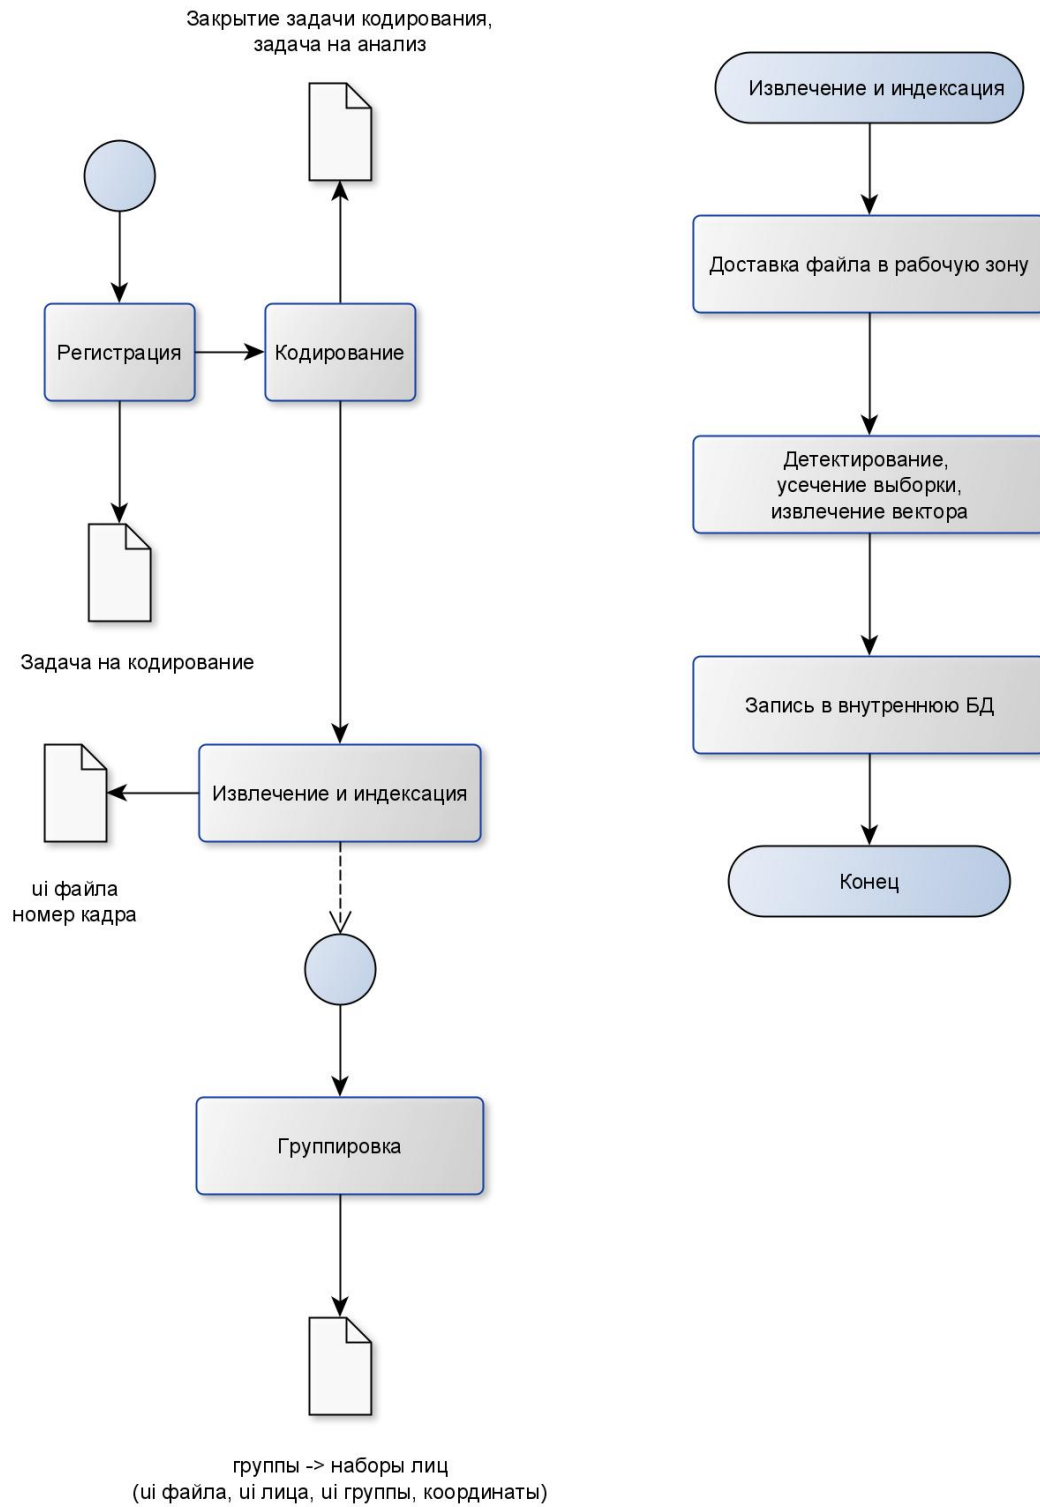 Закрытие задачи кодирования,
задача на анализ
Регистрация
Кодирование
Задача на кодирование
Извлечение и индексация
ui файла
номер кадра
Группировка
группы -> наборы лиц
(ui файла, ui лица, ui группы, координаты)
Извлечение и индексация
Доставка файла в рабочую зону
Детектирование,
усечение выборки,
извлечение вектора
Запись в внутреннюю БД
Конец